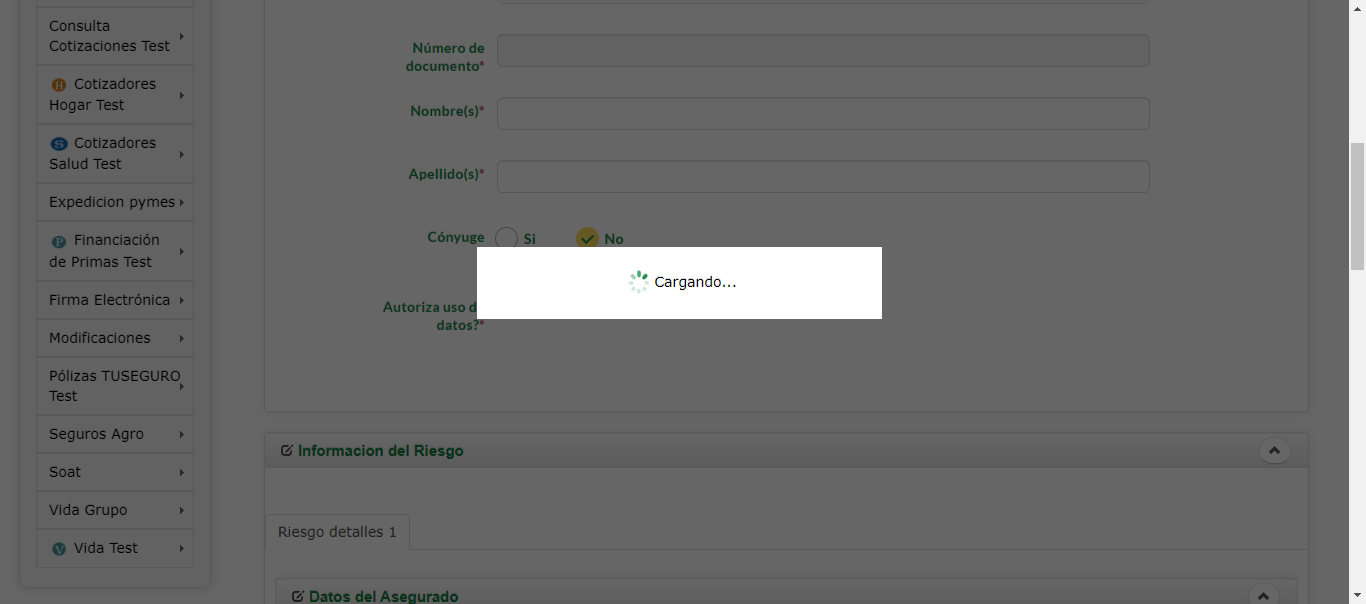 Consulta
Cotizaciones Test
H Cotizadores
Hogar Test
S Cotizadores
Salud Test
Expedicion pymes
P Financiación
de Primas Test
Firma Electrónica
Modificaciones
Pólizas TUSEGURO
Test
Seguros Agro
Soat
Vida Grupo
V Vida Test
Número de
documento*
Nombre(s)*
Apellido(s)*
Cónyuge Si No
Cargando...
Autoriza uso d
datos?*
Informacion del Riesgo
Riesgo detalles 1
Datos del Asegurado